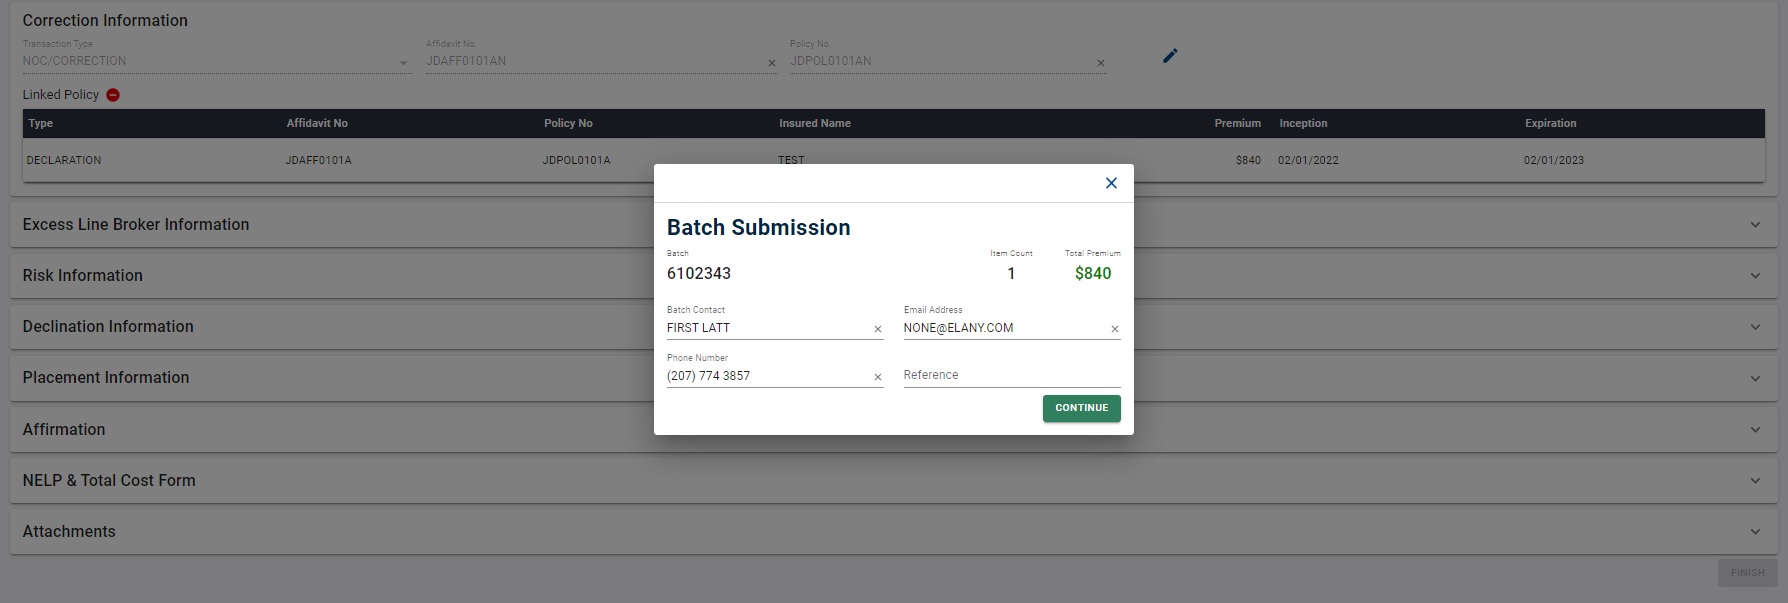 Correction Information
Transaction Type Affidavit No. Policy No.
NOC/CORRECTION JDAFF0101AN JDPOL0101AN
Linked Policy
Type Affidavit No Policy No Insured Name Premium Inception Expiration
DECLARATION JDAFF0101A JDPOL0101A TEST $840 02/01/2022 02/01/2023
Excess Line Broker Information
Risk Information
Declination Information
Placement Information
Affirmation
NELP & Total Cost Form
Attachments
FINISH
Batch Submission
Batch Item Count Total Premium
6102343 1 $840
Batch Contact Email Address
FIRST LATT NONE@ELANY.COM
Phone Number
(207) 774 3857 Reference
CONTINUE